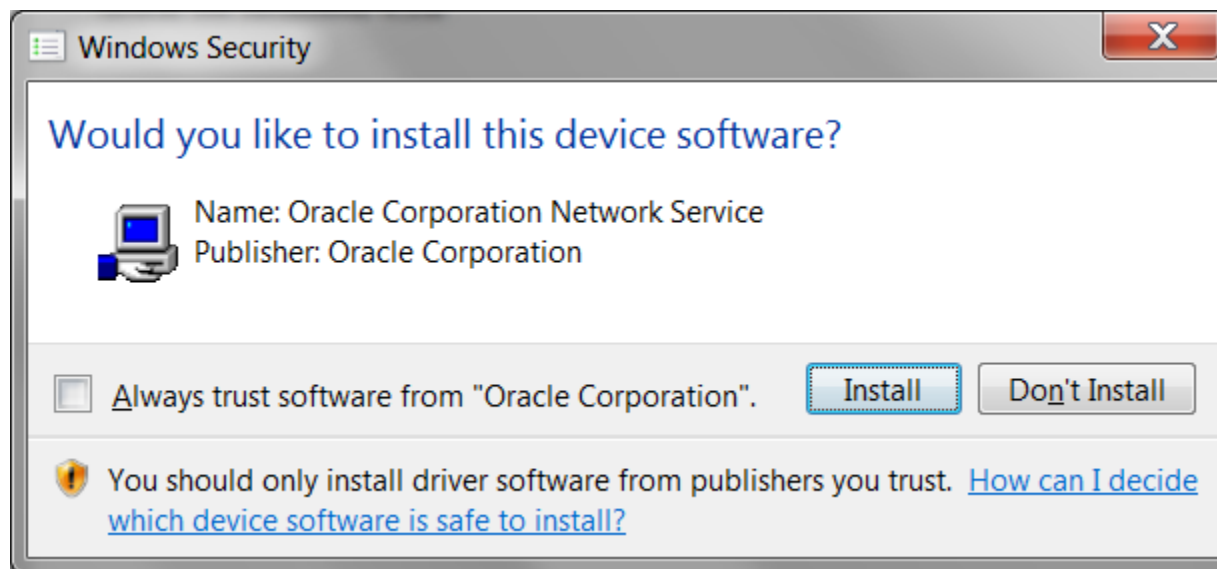 Windows Security
Would you like to install this device software?
Name: Oracle Corporation Network Service
Publisher: Oracle Corporation
Always trust software from "Oracle Corporation".
Install
Don't Install
You should only install driver software from publishers you trust. How can I decide
which device software is safe to install?